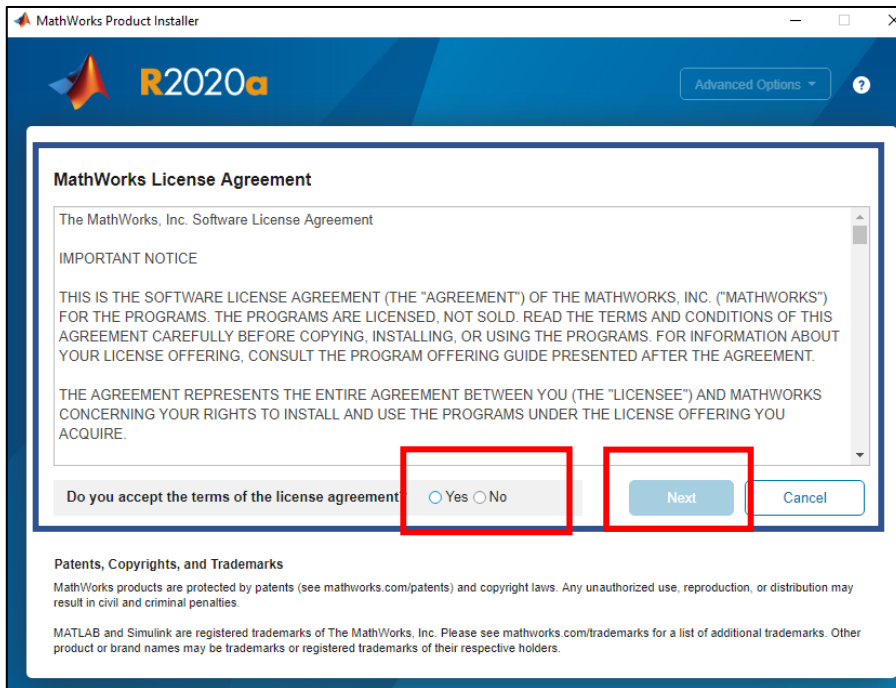 MathWorks Product Installer
R2020a
Advanced Options
?
MathWorks License Agreement
The MathWorks, Inc. Software License Agreement
IMPORTANT NOTICE
THIS IS THE SOFTWARE LICENSE AGREEMENT (THE "AGREEMENT") OF THE MATHWORKS, INC. ("MATHWORKS")
FOR THE PROGRAMS. THE PROGRAMS ARE LICENSED, NOT SOLD. READ THE TERMS AND CONDITIONS OF THIS
AGREEMENT CAREFULLY BEFORE COPYING, INSTALLING, OR USING THE PROGRAMS. FOR INFORMATION ABOUT
YOUR LICENSE OFFERING, CONSULT THE PROGRAM OFFERING GUIDE PRESENTED AFTER THE AGREEMENT.
THE AGREEMENT REPRESENTS THE ENTIRE AGREEMENT BETWEEN YOU (THE "LICENSEE") AND MATHWORKS
CONCERNING YOUR RIGHTS TO INSTALL AND USE THE PROGRAMS UNDER THE LICENSE OFFERING YOU
ACQUIRE.
Do you accept the terms of the license agreement? Yes No Next Cancel
Patents, Copyrights, and Trademarks
MathWorks products are protected by patents (see mathworks.com/patents) and copyright laws. Any unauthorized use, reproduction, or distribution may
result in civil and criminal penalties.
MATLAB and Simulink are registered trademarks of The MathWorks, Inc. Please see mathworks.com/trademarks for a list of additional trademarks. Other
product or brand names may be trademarks or registered trademarks of their respective holders.